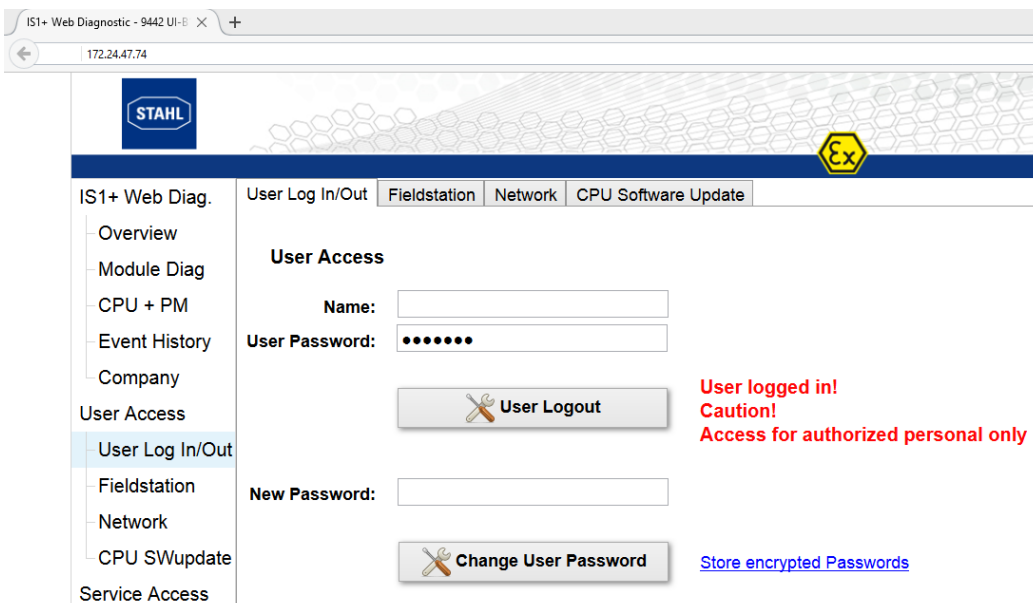 IS1+ Web Diagnostic - 9442 UI-B
172.24.47.74
STAHL
Ex
IS1+ Web Diag.
Overview
Module Diag
CPU + PM
Event History
Company
User Access
User Log In/Out
Fieldstation
Network
CPU SWupdate
Service Access
User Log In/Out Fieldstation Network CPU Software Update
User Access
Name:
User Password: •••••••
User Logout
User logged in!
Caution!
Access for authorized personal only
New Password:
Change User Password
Store encrypted Passwords